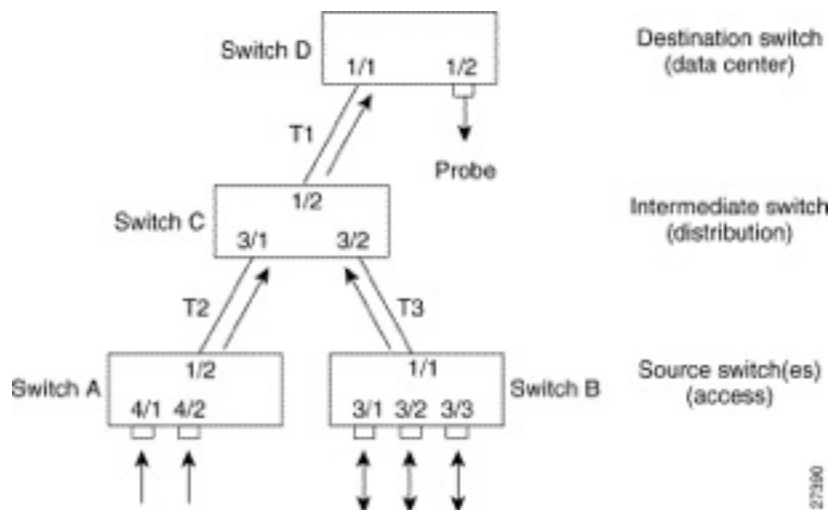 Switch D
1/1 1/2
Destination switch
(data center)
T1
Probe
Switch C
1/2
3/1 3/2
Intermediate switch
(distribution)
T2
T3
Switch A
1/2
4/1 4/2
1/1
3/1 3/2 3/3
Switch B
Source switch(es)
(access)
27390